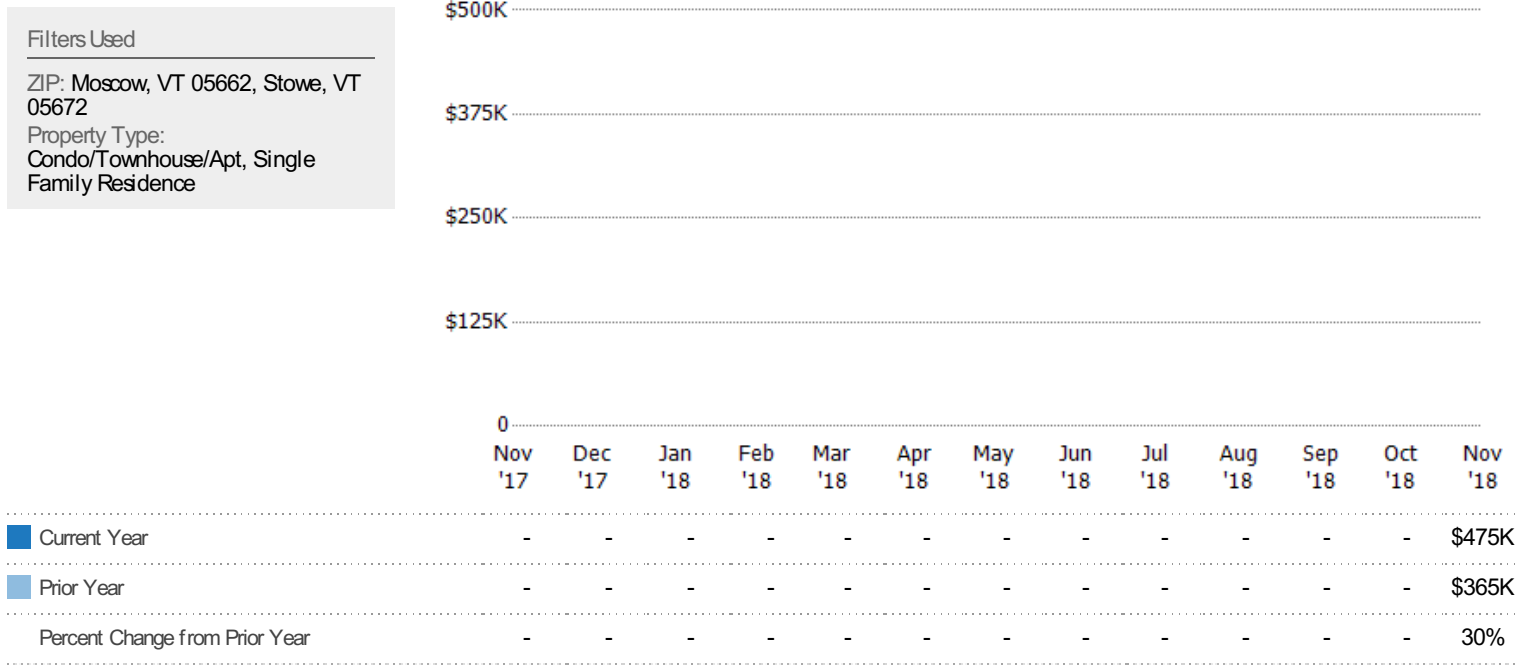 Filters Used
ZIP: Moscow, VT 05662, Stowe, VT
05672
Property Type:
Condo/Townhouse/Apt, Single
Family Residence
$500K
$375K
$250K
$125K
0
Nov Dec Jan Feb Mar Apr May Jun Jul Aug Sep Oct Nov
'17 '17 '18 '18 '18 '18 '18 '18 '18 '18 '18 '18 '18
Current Year - - - - - - - - - - - - $475K
Prior Year - - - - - - - - - - - - $365K
Percent Change from Prior Year - - - - - - - - - - - - 30%